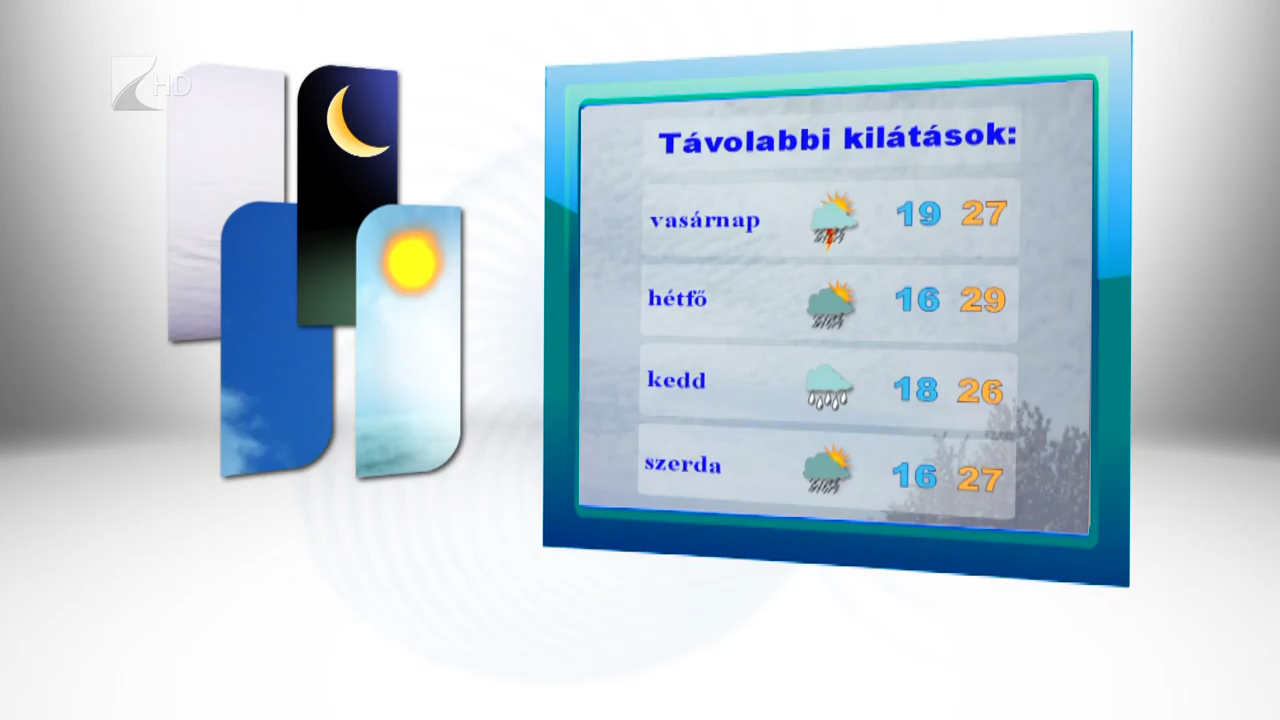 HD
Távolabbi kilátások:
vasárnap 19 27
hétfő 16 29
kedd 18 26
szerda 16 27